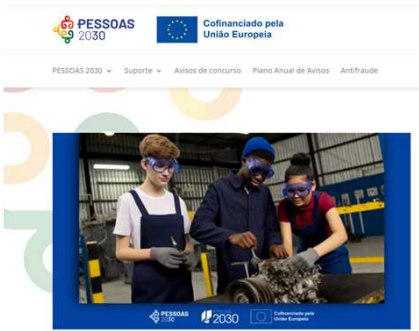 PESSOAS
2030
Cofinanciado pela
União Europeia
PESSOAS 2030 Suporte Avisos de concurso Plano Anual de Avisos Antifraude
PESSOAS
2030
2030
Cofinanciado pela
União Europeia